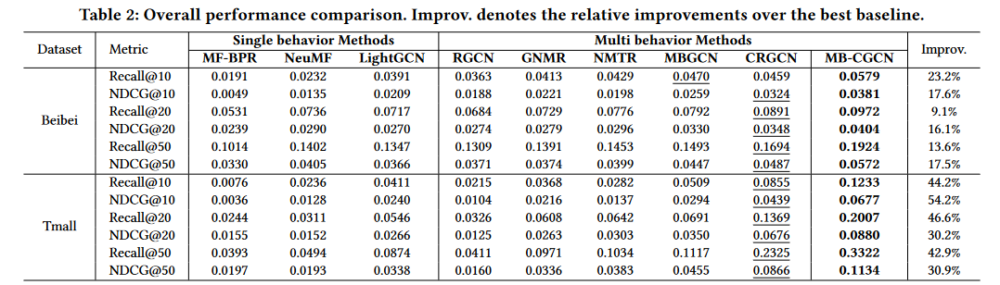 Table 2: Overall performance comparison. Improv. denotes the relative improvements over the best baseline.
Dataset Metric Single behavior Methods Multi behavior Methods Improv.
MF-BPR NeuMF LightGCN RGCN GNMR NMTR MBGCN CRGCN MB-CGCN
Beibei
Recall@10 0.0191 0.0232 0.0391 0.0363 0.0413 0.0429 0.0470 0.0459 0.0579 23.2%
NDCG@10 0.0049 0.0135 0.0209 0.0188 0.0221 0.0198 0.0259 0.0324 0.0381 17.6%
Recall@20 0.0531 0.0736 0.0717 0.0684 0.0729 0.0776 0.0792 0.0891 0.0972 9.1%
NDCG@20 0.0239 0.0290 0.0270 0.0274 0.0279 0.0296 0.0330 0.0348 0.0404 16.1%
Recall@50 0.1014 0.1402 0.1347 0.1309 0.1391 0.1453 0.1493 0.1694 0.1924 13.6%
NDCG@50 0.0330 0.0405 0.0366 0.0371 0.0374 0.0399 0.0447 0.0487 0.0572 17.5%
Tmall
Recall@10 0.0076 0.0236 0.0411 0.0215 0.0368 0.0282 0.0509 0.0855 0.1233 44.2%
NDCG@10 0.0036 0.0128 0.0240 0.0104 0.0216 0.0137 0.0294 0.0439 0.0677 54.2%
Recall@20 0.0244 0.0311 0.0546 0.0326 0.0608 0.0642 0.0691 0.1369 0.2007 46.6%
NDCG@20 0.0155 0.0152 0.0266 0.0125 0.0263 0.0303 0.0350 0.0676 0.0880 30.2%
Recall@50 0.0393 0.0494 0.0874 0.0411 0.0971 0.1034 0.1117 0.2325 0.3322 42.9%
NDCG@50 0.0197 0.0193 0.0338 0.0160 0.0336 0.0383 0.0455 0.0866 0.1134 30.9%